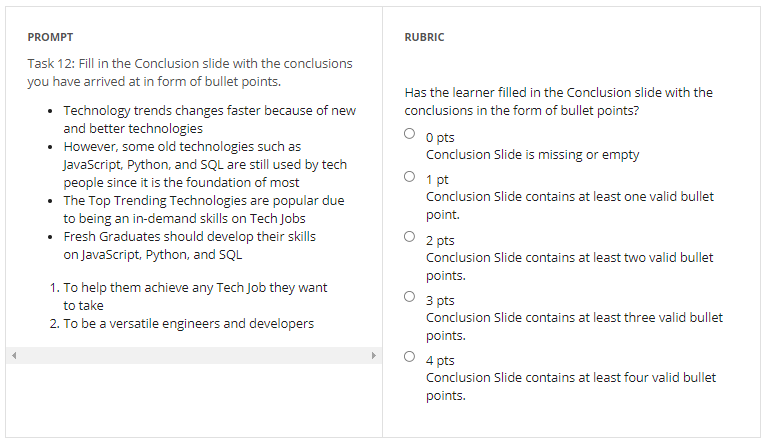 PROMPT
Task 12: Fill in the Conclusion slide with the conclusions
you have arrived at in form of bullet points.
• Technology trends changes faster because of new
and better technologies
• However, some old technologies such as
JavaScript, Python, and SQL are still used by tech
people since it is the foundation of most
• The Top Trending Technologies are popular due
to being an in-demand skills on Tech Jobs
• Fresh Graduates should develop their skills
on JavaScript, Python, and SQL
1. To help them achieve any Tech Job they want
to take
2. To be a versatile engineers and developers
RUBRIC
Has the learner filled in the Conclusion slide with the
conclusions in the form of bullet points?
0 pts
Conclusion Slide is missing or empty
1 pt
Conclusion Slide contains at least one valid bullet
point.
2 pts
Conclusion Slide contains at least two valid bullet
points.
3 pts
Conclusion Slide contains at least three valid bullet
points.
4 pts
Conclusion Slide contains at least four valid bullet
points.